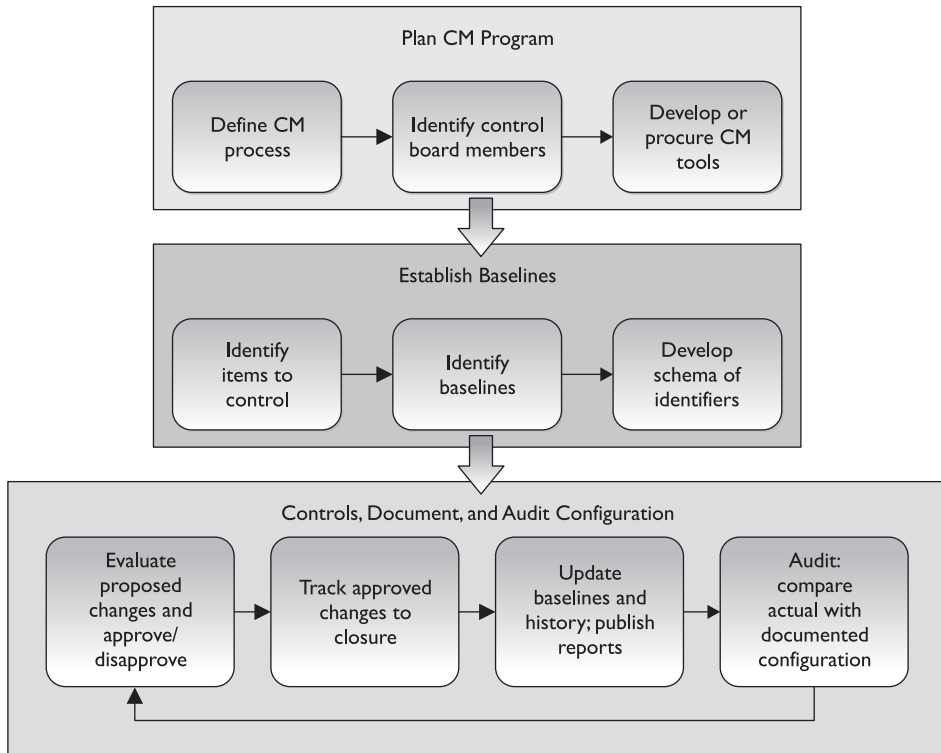 Plan CM Program
Define CM
process
Identify control
board members
Develop or
procure CM
tools
Establish Baselines
Identify
items to
control
Identify
baselines
Develop
schema of
identifiers
Controls, Document, and Audit Configuration
Evaluate
proposed
changes and
approve/
disapprove
Track approved
changes to
closure
Update
baselines and
history; publish
reports
Audit:
compare
actual with
documented
configuration